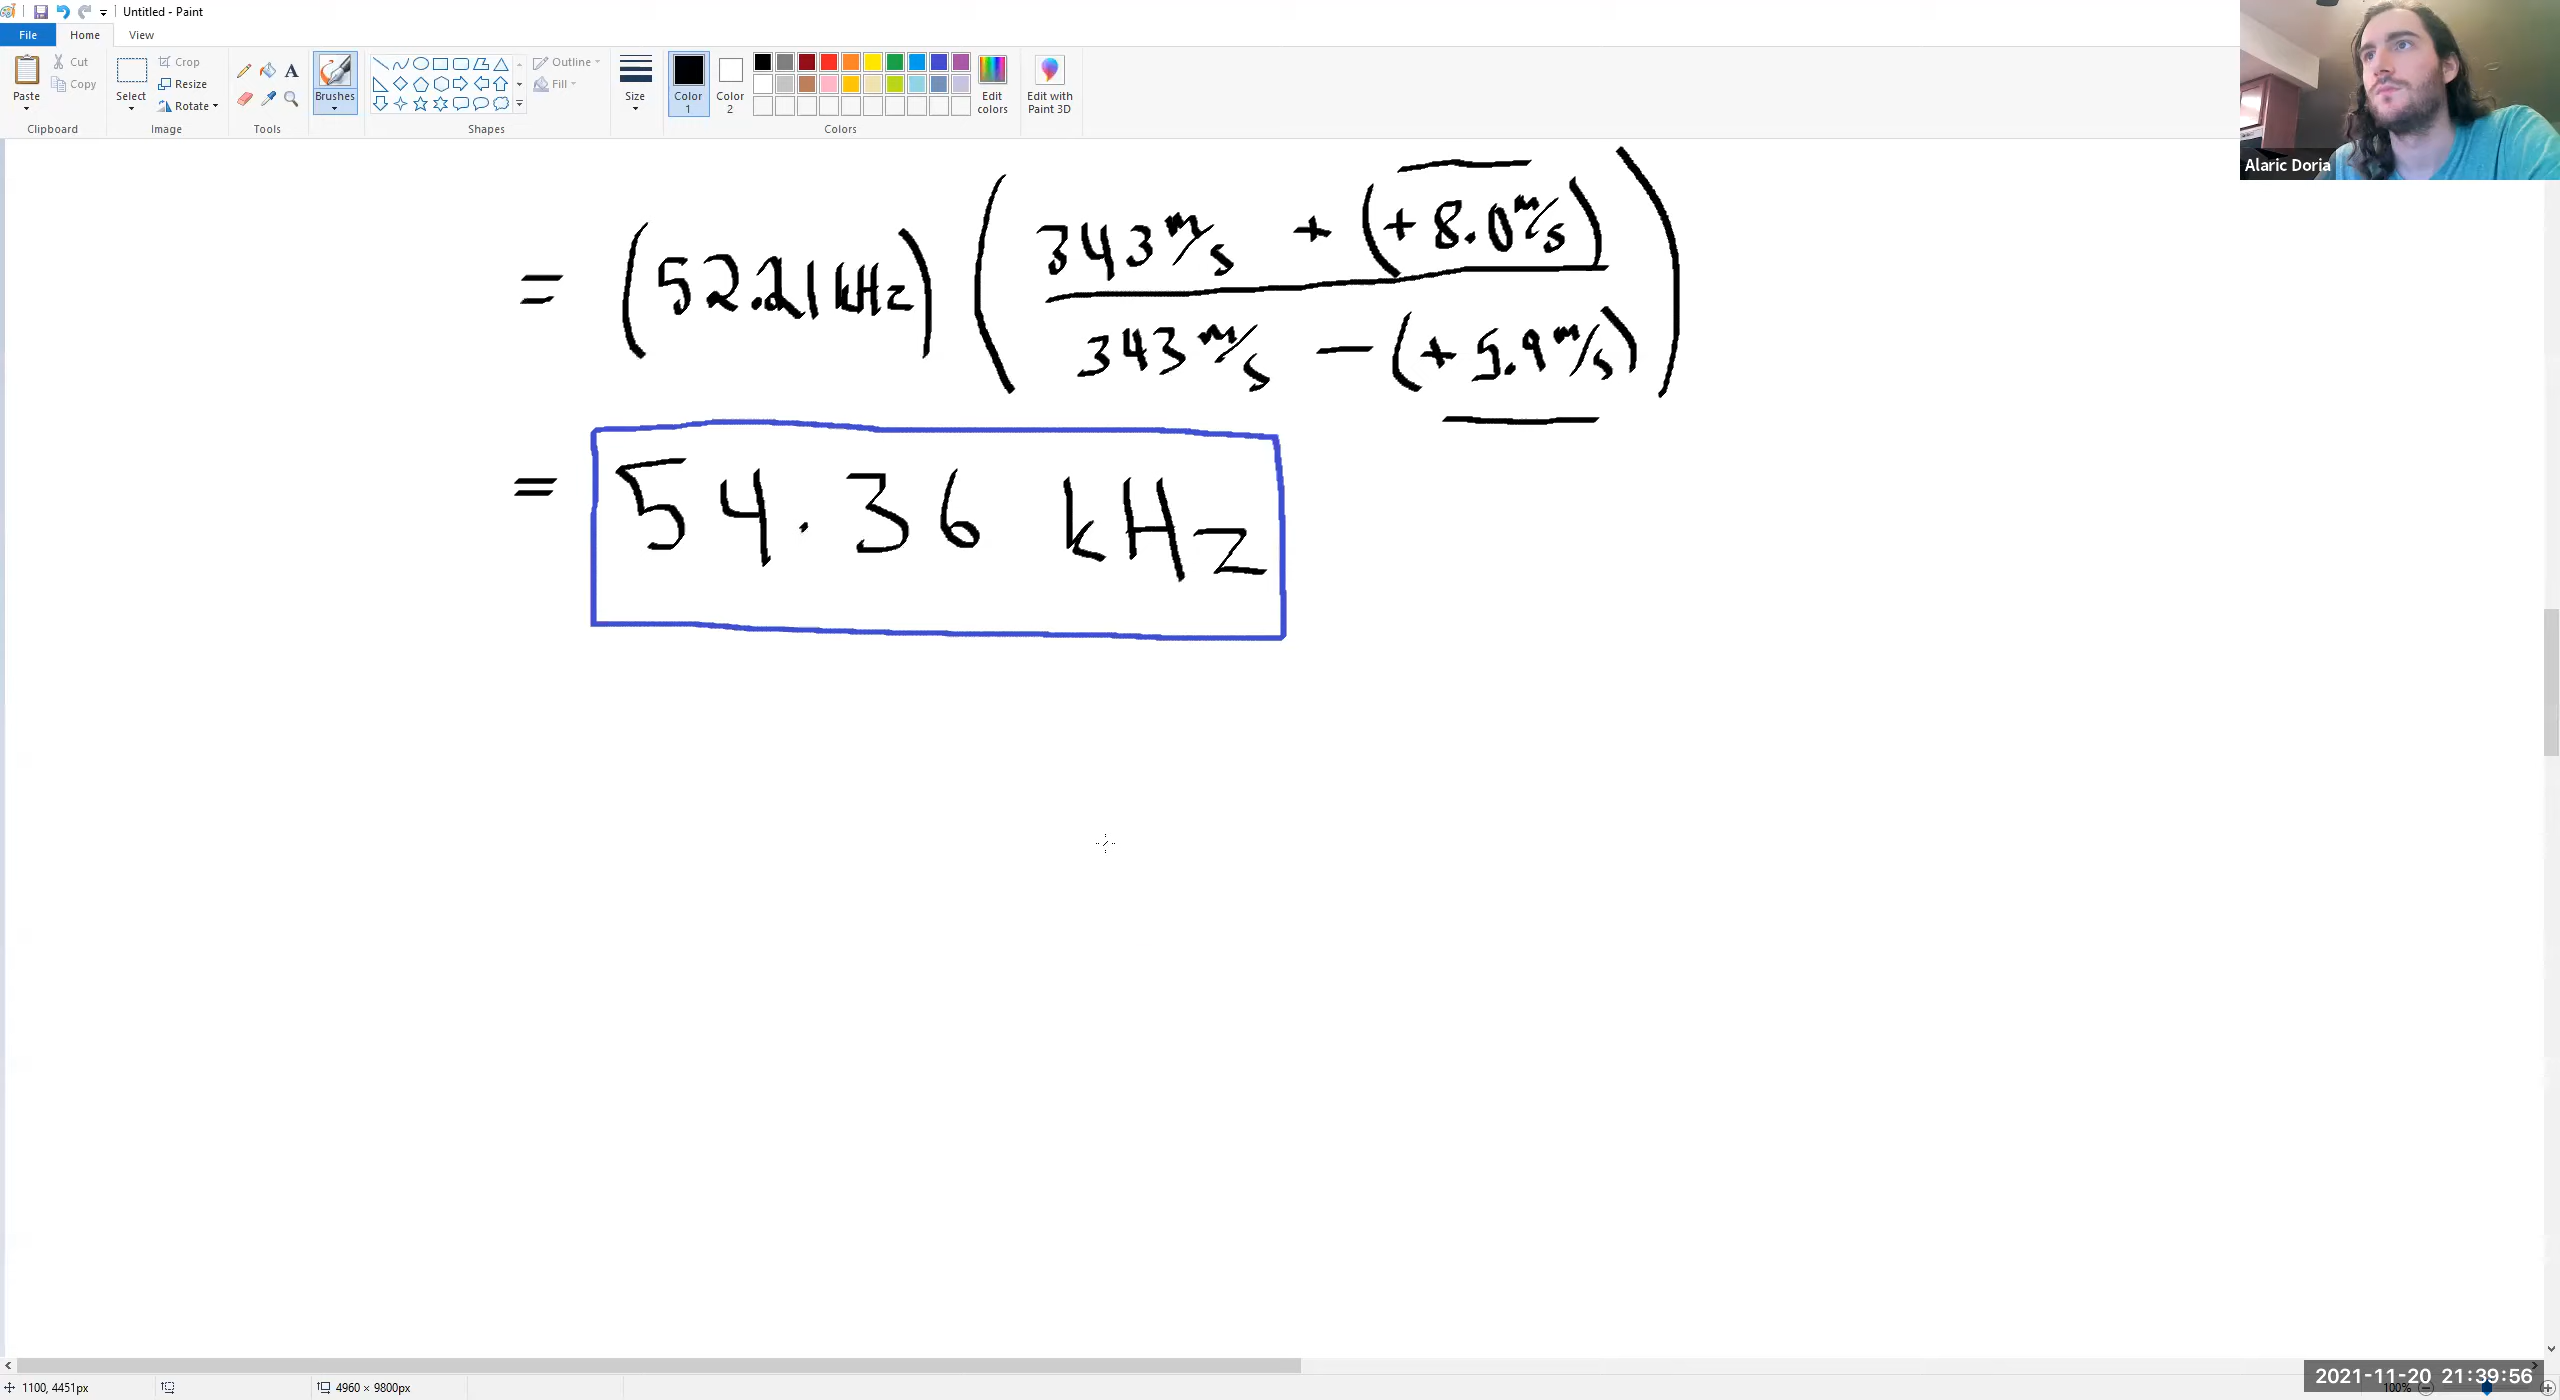 Untitled - Paint
File Home View
Paste Cut Copy Clipboard
Select Crop Resize Rotate Image
Tools
Brushes
Outline Fill Shapes
Size
Color 1 Color 2 Edit colors Colors
Edit with Paint 3D
Alaric Doria
= (52.21 kHz) (343 m/s + (+8.0 m/s)
343 m/s - (+5.9 m/s))
= 54.36 kHz
2021-11-20 21:39:56
1100, 4451px 4960 × 9800px 100%